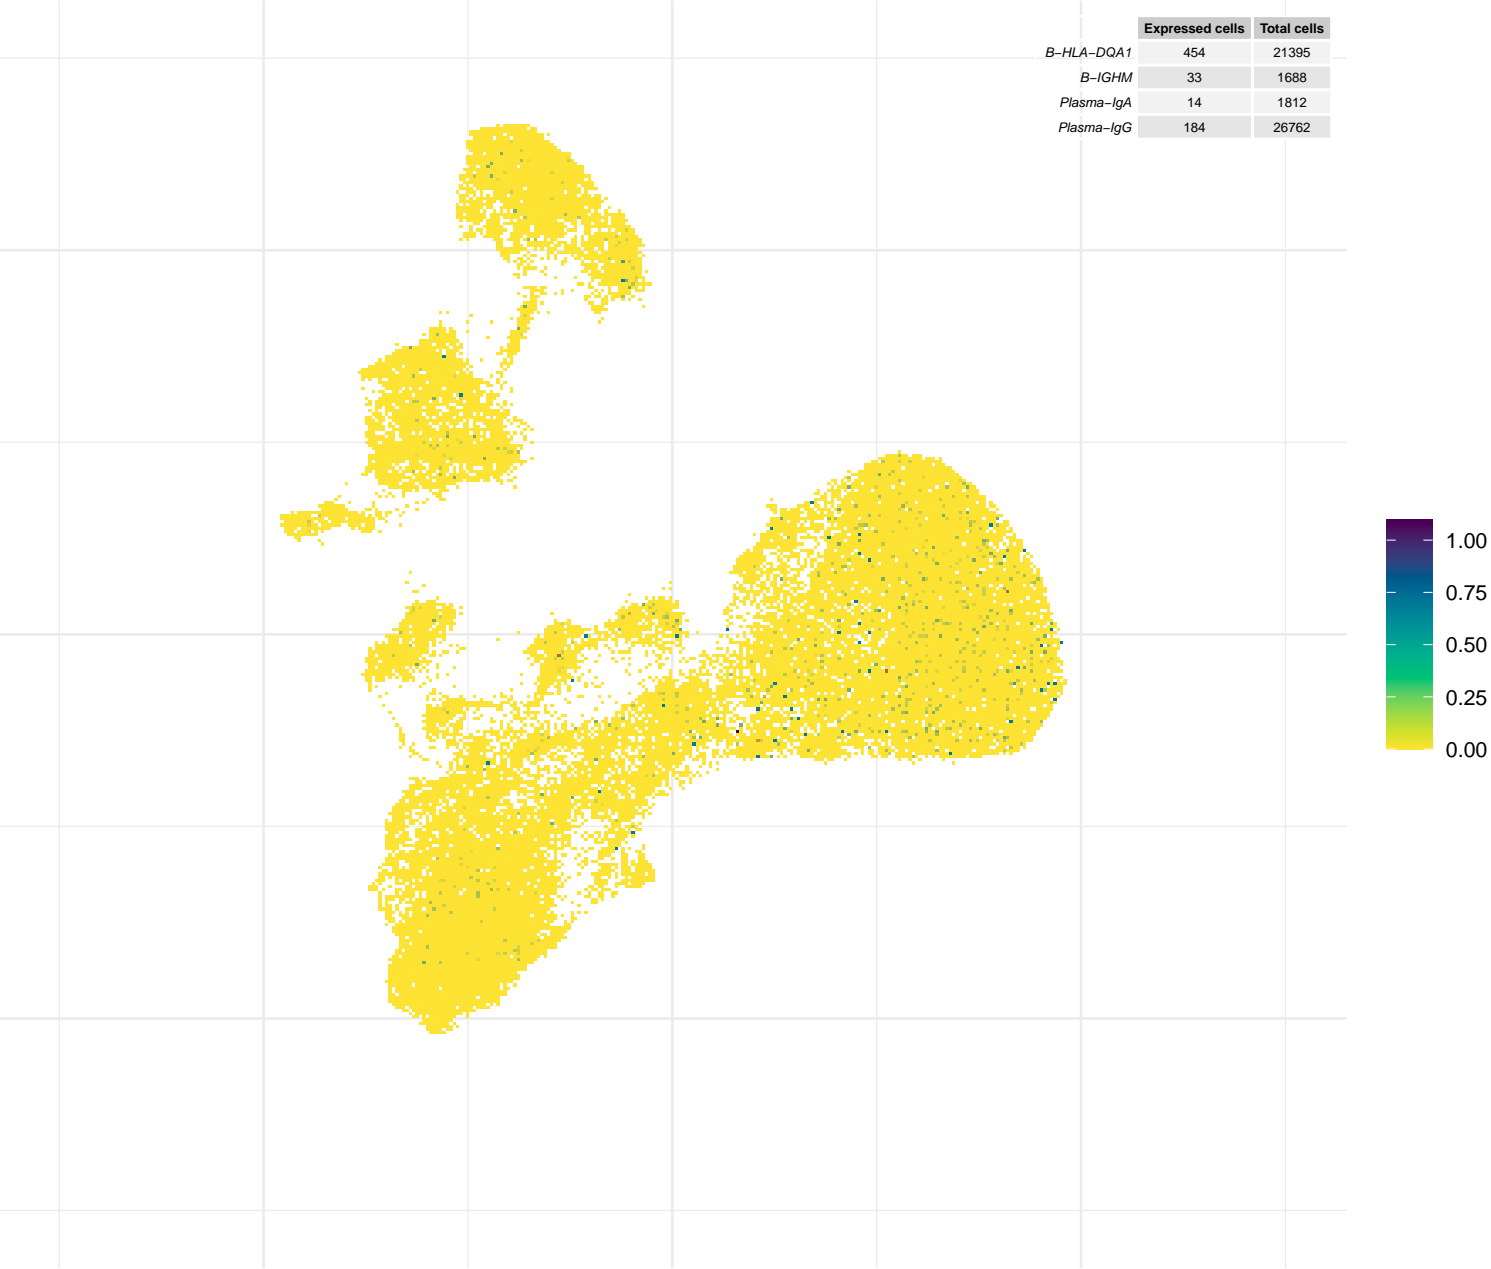 Expressed cells Total cells
B−HLA−DQA1 454 21395
B−IGHM 33 1688
Plasma−IgA 14 1812
Plasma−IgG 184 26762
1.00
0.75
0.50
0.25
0.00